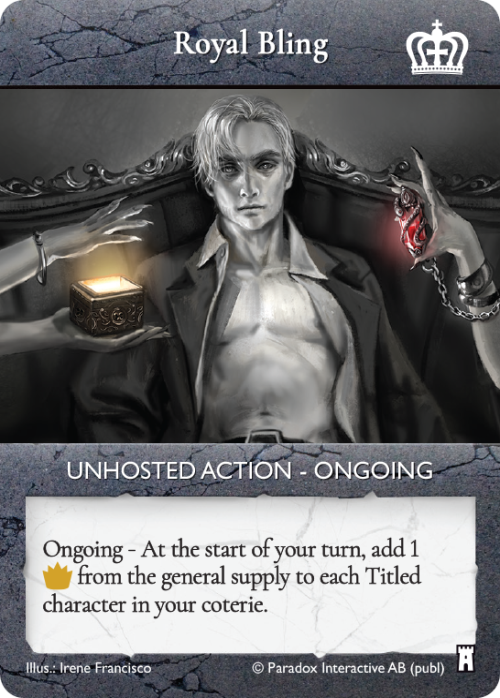 Royal Bling
UNHOSTED ACTION - ONGOING
Ongoing - At the start of your turn, add 1
from the general supply to each Titled
character in your coterie.
Illus.: Irene Francisco
© Paradox Interactive AB (publ)